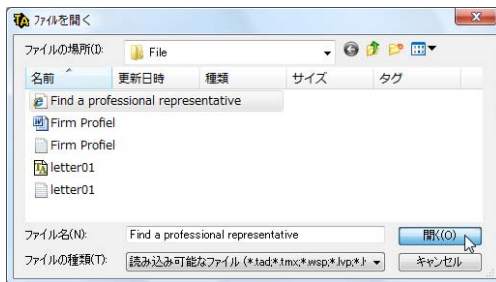 ファイルを開く
ファイルの場所(I):
File
名前 更新日時 種類 サイズ タグ
Find a professional representative
Firm Profiel
Firm Profiel
letter01
letter01
ファイル名(N): Find a professional representative 開く(O)
ファイルの種類(T): 読み込み可能なファイル (*.tad;*.tmx;*.wsp;*.lvp;*.h キャンセル